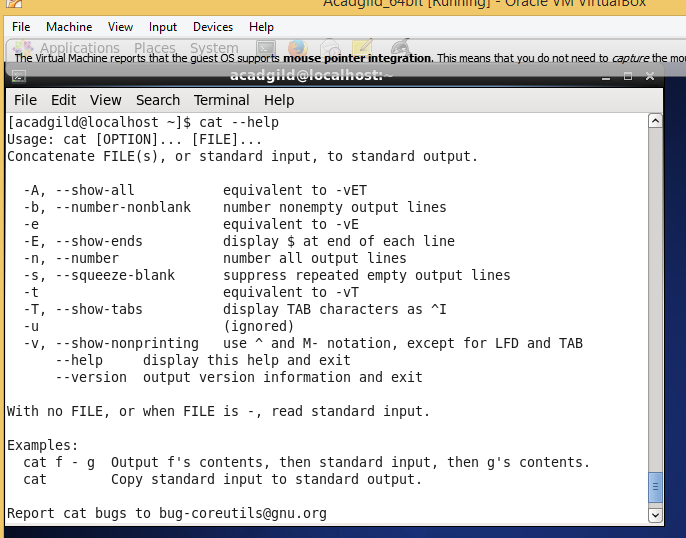 Acadgild_64bit [Running] - Oracle VM VirtualBox
File Machine View Input Devices Help
Applications Places System
The Virtual Machine reports that the guest OS supports mouse pointer integration. This means that you do not need to capture the mou
acadgild@localhost:~
File Edit View Search Terminal Help
[acadgild@localhost ~]$ cat --help
Usage: cat [OPTION]... [FILE]...
Concatenate FILE(s), or standard input, to standard output.
-A, --show-all equivalent to -vET
-b, --number-nonblank number nonempty output lines
-e equivalent to -vE
-E, --show-ends display $ at end of each line
-n, --number number all output lines
-s, --squeeze-blank suppress repeated empty output lines
-t equivalent to -vT
-T, --show-tabs display TAB characters as ^I
-u (ignored)
-v, --show-nonprinting use ^ and M- notation, except for LFD and TAB
--help display this help and exit
--version output version information and exit
With no FILE, or when FILE is -, read standard input.
Examples:
cat f - g Output f's contents, then standard input, then g's contents.
cat Copy standard input to standard output.
Report cat bugs to bug-coreutils@gnu.org